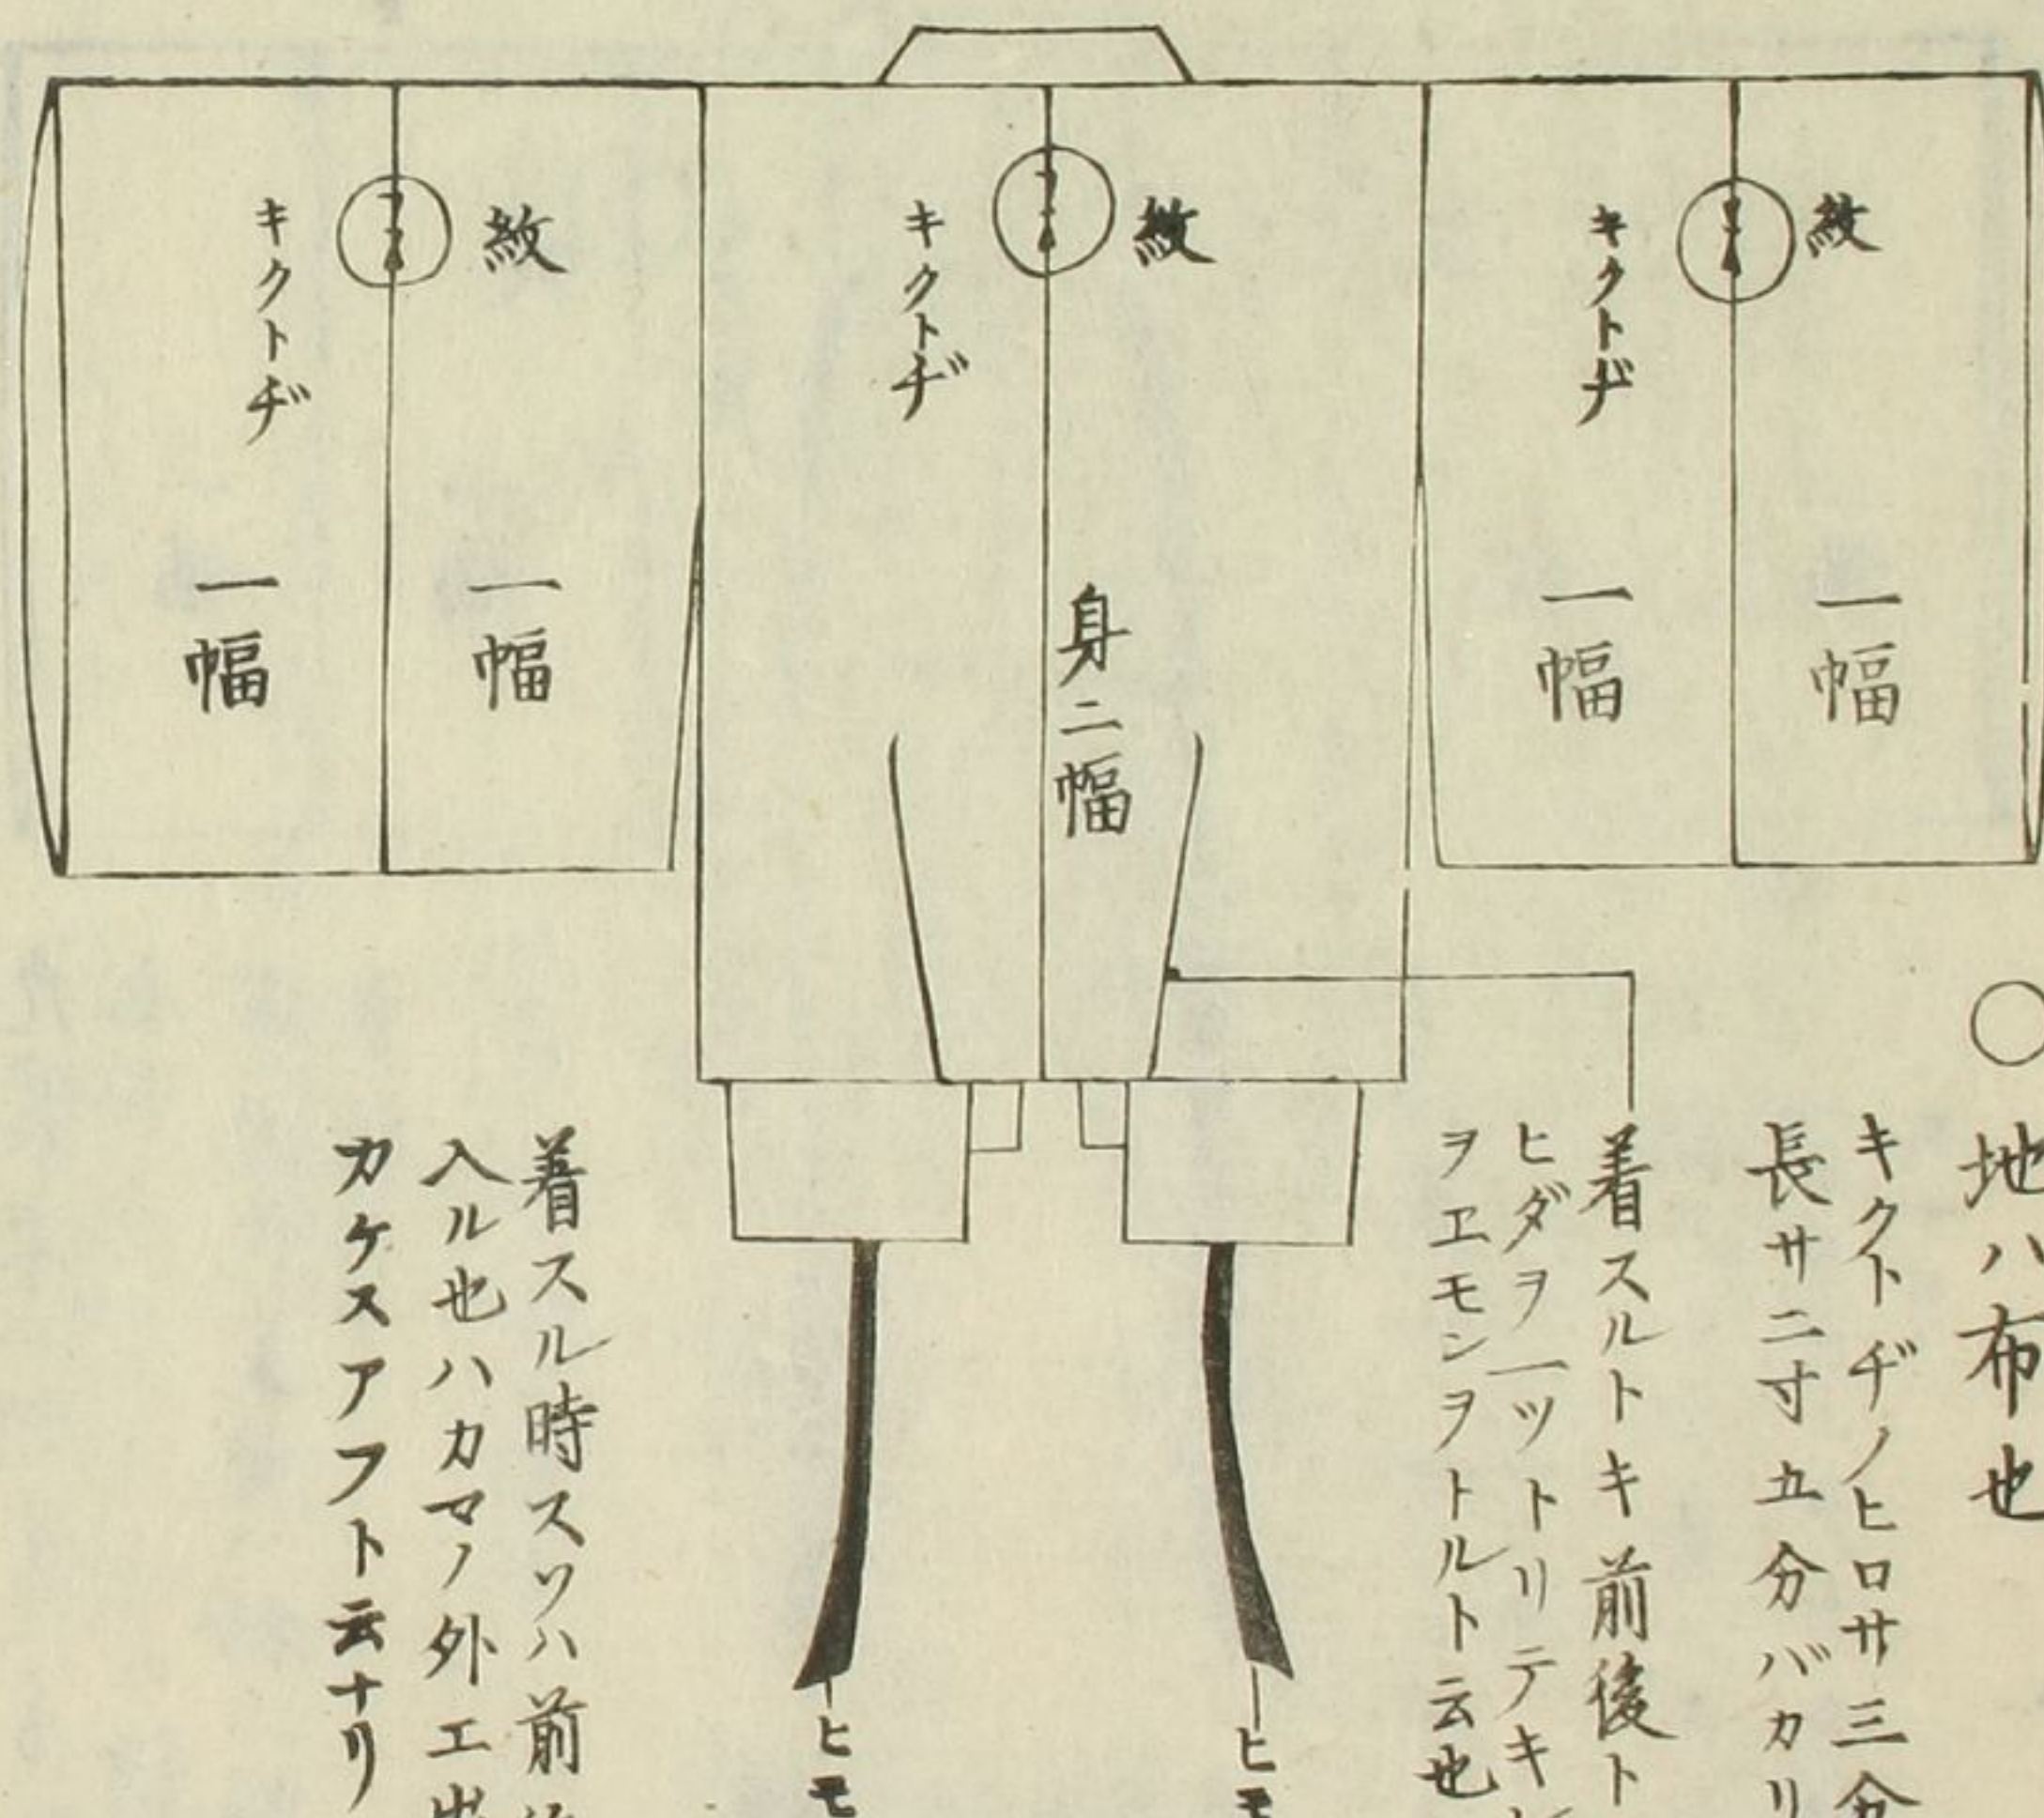 紋
キクトヂ
紋
キクトヂ
紋
キクトヂ
一幅
一幅
身二幅
一幅
一幅
○地ハ布也
キクトヂノヒロサ三分
長サ二寸五分バカリ
着スルトキ前後ト
ヒダヲ一ツトリテキ
ヲヱモンヲトルト云也
ヒモ
ヒモ
着スル時スソハ前
入ル也ハカマノ外エ出
カケスアフト云ナリ